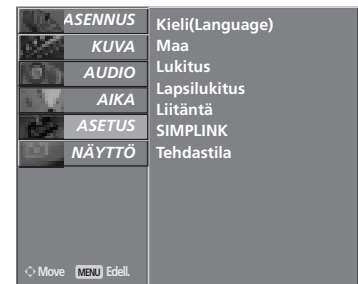 ASENNUS
KUVA
AUDIO
AIKA
ASETUS
NÄYTTÖ
Kieli(Language)
Maa
Lukitus
Lapsilukitus
Liitäntä
SIMPLINK
Tehdastila
Move MENU Edell.